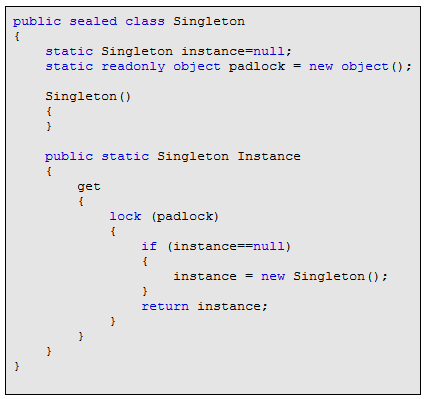 public sealed class Singleton
{
    static Singleton instance=null;
    static readonly object padlock = new object();

    Singleton()
    {
    }

    public static Singleton Instance
    {
        get
        {
            lock (padlock)
            {
                if (instance==null)
                {
                    instance = new Singleton();
                }
                return instance;
            }
        }
    }
}